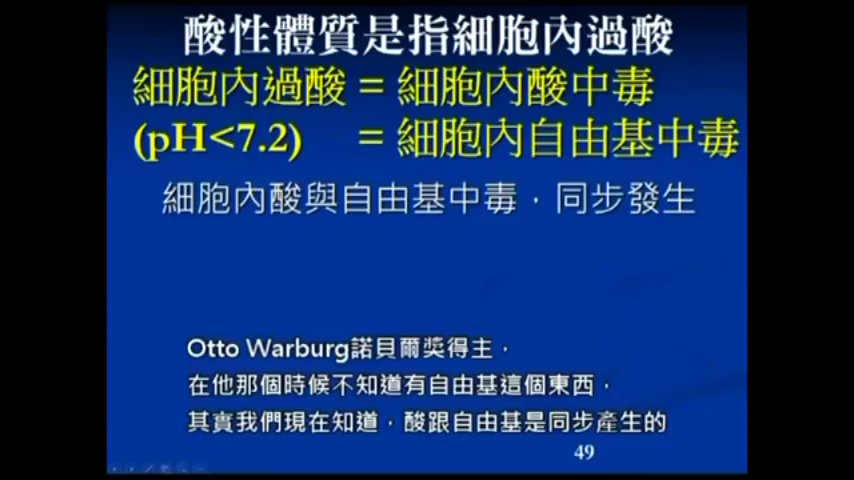 酸性體質是指細胞內過酸
細胞內過酸 = 細胞內酸中毒
(pH<7.2) = 細胞內自由基中毒
細胞內酸與自由基中毒，同步發生
Otto Warburg諾貝爾獎得主，
在他那個時候不知道有自由基這個東西，
其實我們現在知道，酸跟自由基是同步產生的
49